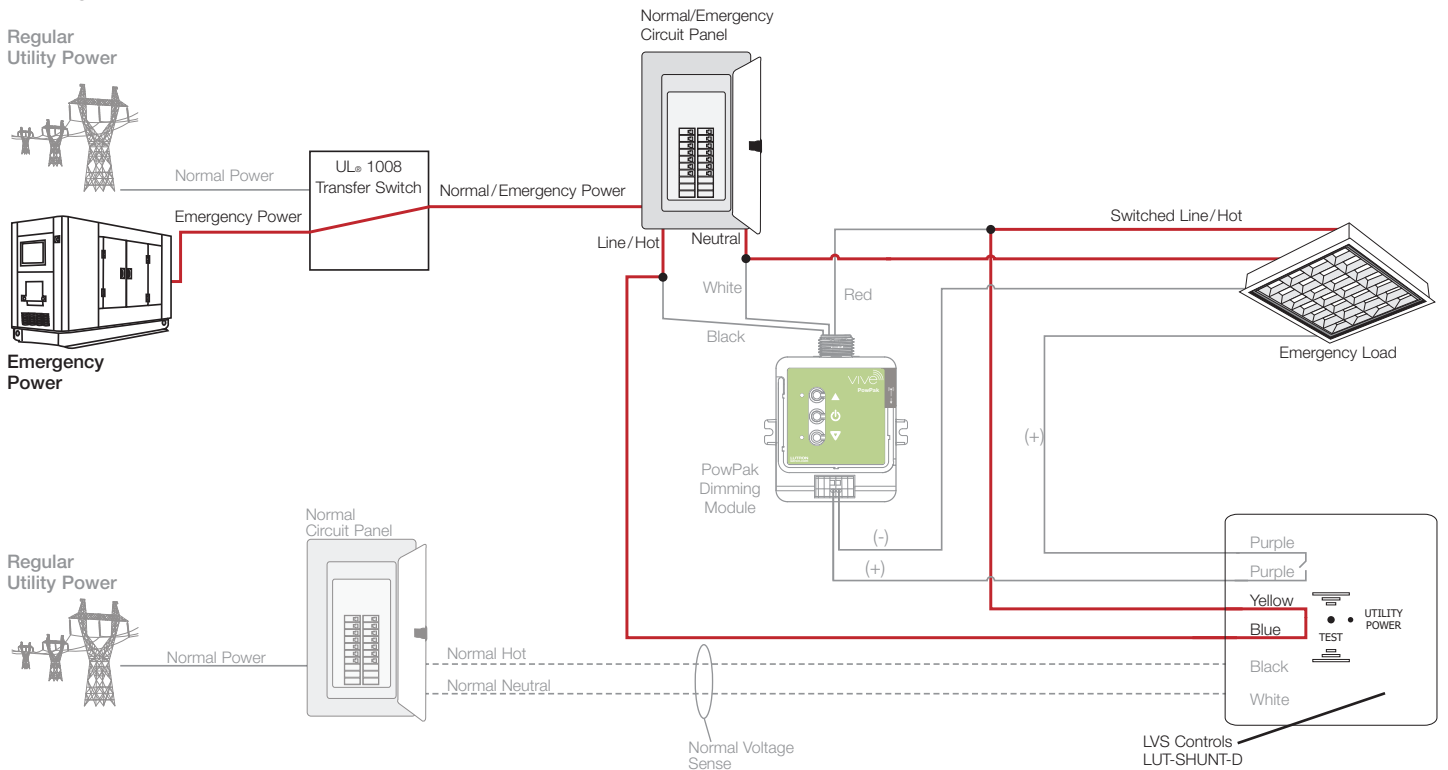 Normal/Emergency
Circuit Panel
Regular
Utility Power
Normal Power
UL® 1008
Transfer Switch
Normal/Emergency Power
Emergency Power
Line/Hot
Neutral
Switched Line/Hot
White
Red
Black
Emergency
Power
Emergency Load
vive
PowPak
LUTRON
(+)
PowPak
Dimming
Module
(-)
(+)
Normal
Circuit Panel
Regular
Utility Power
Normal Power
Normal Hot
Normal Neutral
Normal Voltage
Sense
Purple
Purple
Yellow
Blue
Black
White
TEST
UTILITY
POWER
LVS Controls
LUT-SHUNT-D